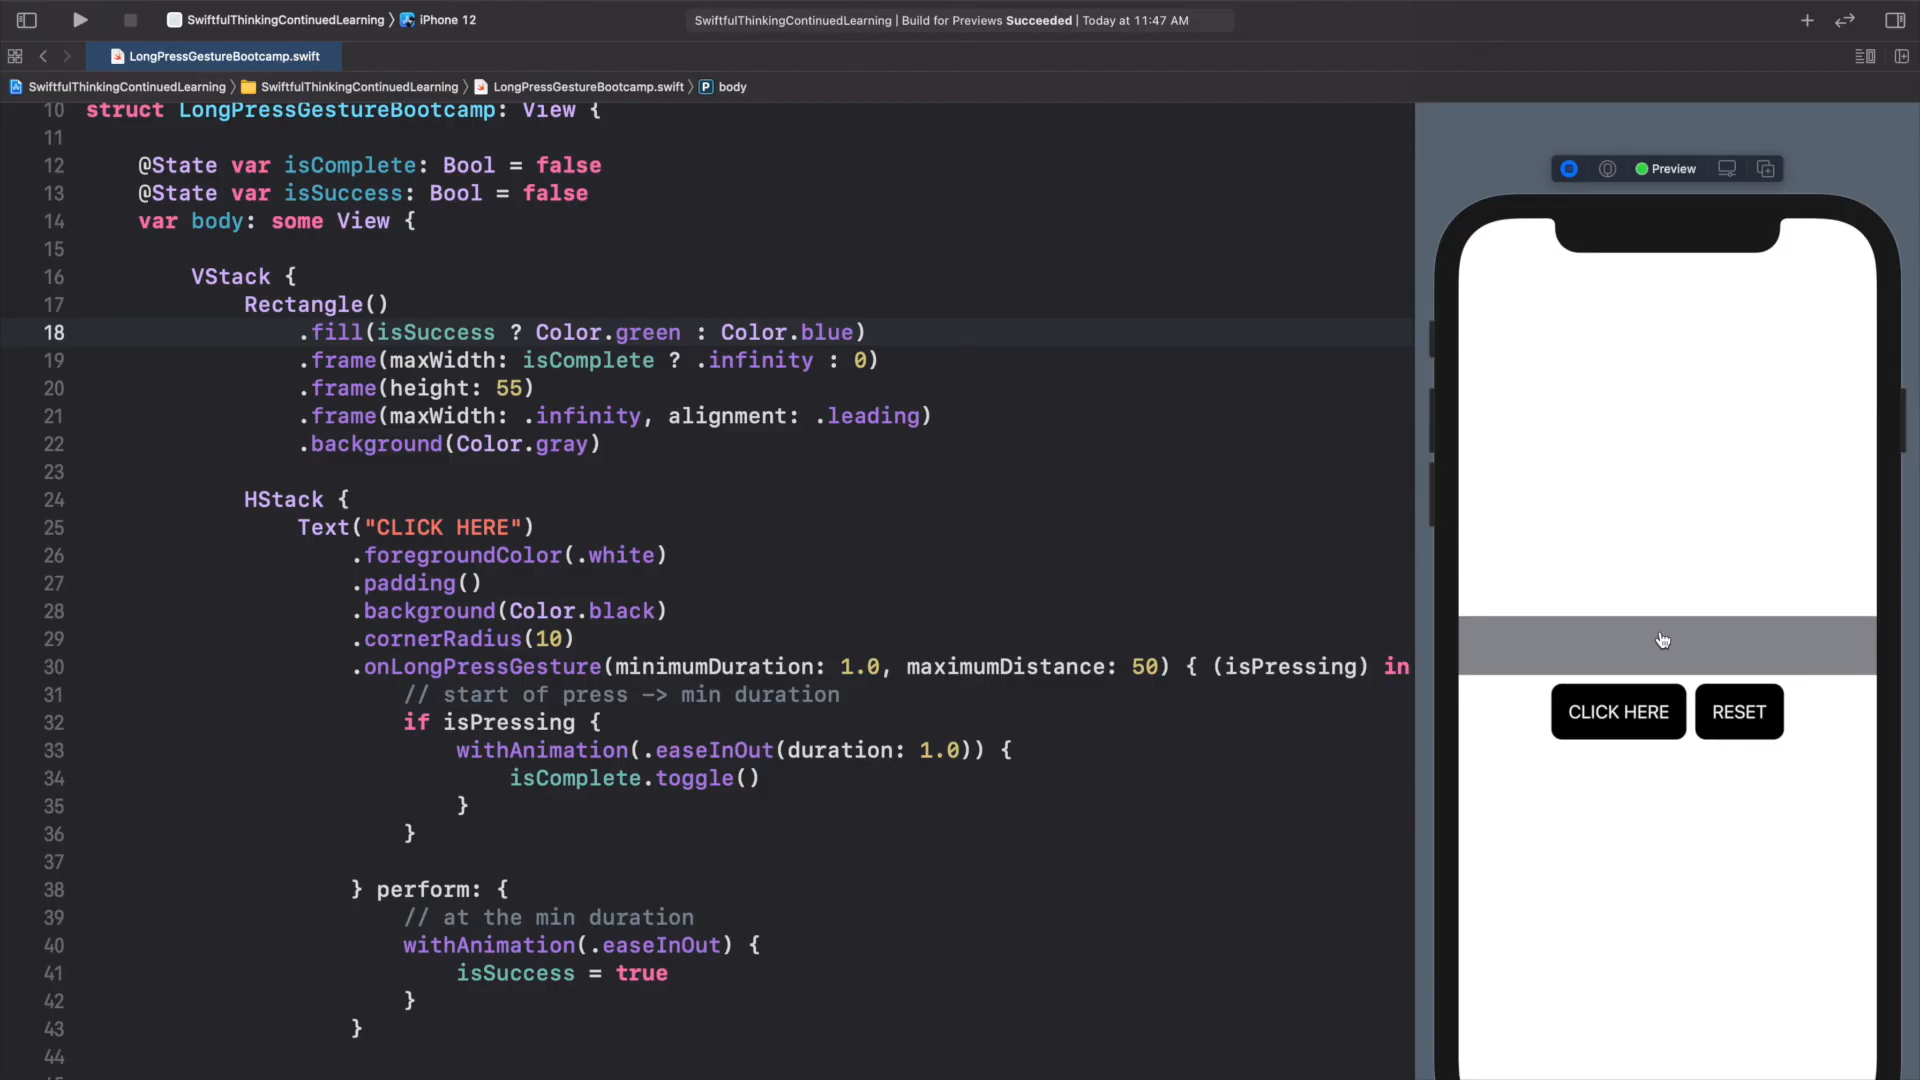 SwiftfulThinkingContinuedLearning 〉 iPhone 12
SwiftfulThinkingContinuedLearning | Build for Previews Succeeded | Today at 11:47 AM
LongPressGestureBootcamp.swift
SwiftfulThinkingContinuedLearning 〉 SwiftfulThinkingContinuedLearning 〉 LongPressGestureBootcamp.swift 〉 P body
10 struct LongPressGestureBootcamp: View {
11
12 @State var isComplete: Bool = false
13 @State var isSuccess: Bool = false
14 var body: some View {
15
16 VStack {
17 Rectangle()
18 .fill(isSuccess ? Color.green : Color.blue)
19 .frame(maxWidth: isComplete ? .infinity : 0)
20 .frame(height: 55)
21 .frame(maxWidth: .infinity, alignment: .leading)
22 .background(Color.gray)
23
24 HStack {
25 Text("CLICK HERE")
26 .foregroundColor(.white)
27 .padding()
28 .background(Color.black)
29 .cornerRadius(10)
30 .onLongPressGesture(minimumDuration: 1.0, maximumDistance: 50) { (isPressing) in
31 // start of press -> min duration
32 if isPressing {
33 withAnimation(.easeInOut(duration: 1.0)) {
34 isComplete.toggle()
35 }
36 }
37
38 } perform: {
39 // at the min duration
40 withAnimation(.easeInOut) {
41 isSuccess = true
42 }
43 }
44
Preview
CLICK HERE
RESET